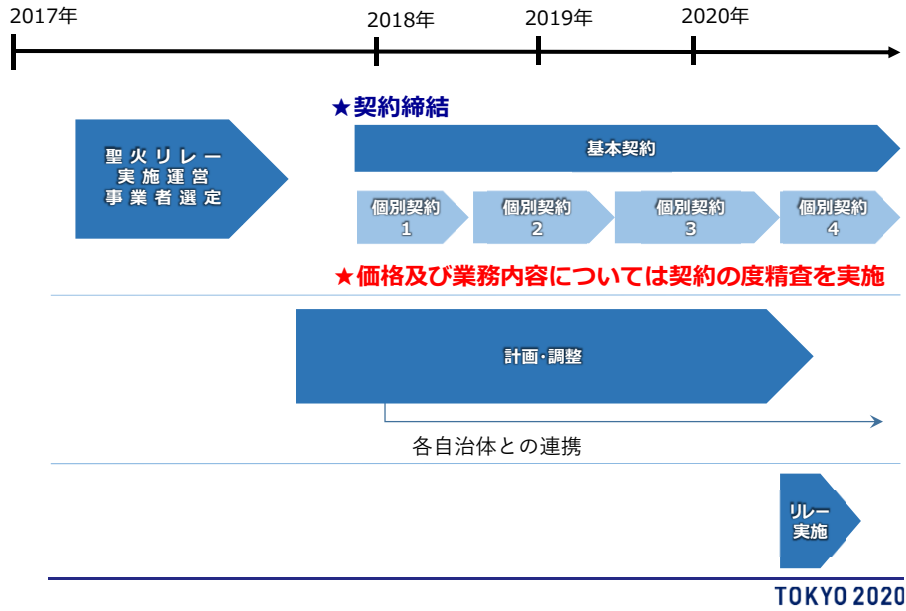 2017年
2018年
2019年
2020年
★契約締結
聖火リレー
実施運営
事業者選定
基本契約
個別契約
1
個別契約
2
個別契約
3
個別契約
4
★価格及び業務内容については契約の度精査を実施
計画・調整
各自治体との連携
リレー
実施
TOKYO 2020